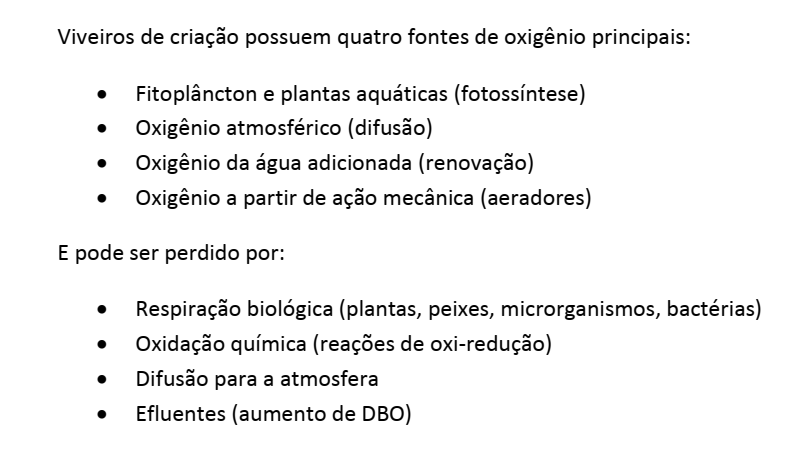 Viveiros de criação possuem quatro fontes de oxigênio principais:
• Fitoplâncton e plantas aquáticas (fotossíntese)
• Oxigênio atmosférico (difusão)
• Oxigênio da água adicionada (renovação)
• Oxigênio a partir de ação mecânica (aeradores)
E pode ser perdido por:
• Respiração biológica (plantas, peixes, microrganismos, bactérias)
• Oxidação química (reações de oxi-redução)
• Difusão para a atmosfera
• Efluentes (aumento de DBO)